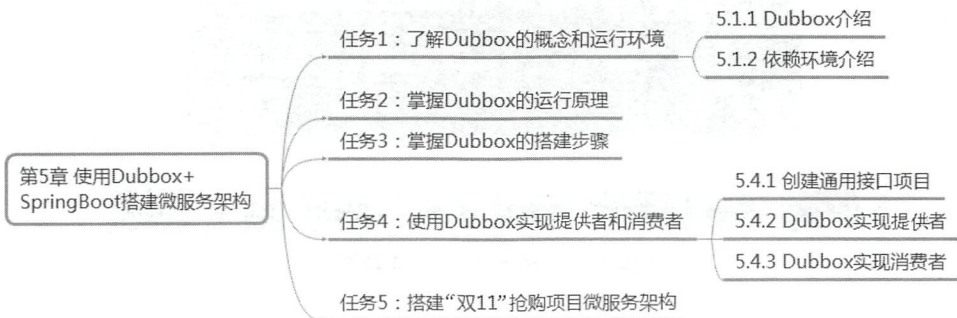 第5章 使用Dubbox+
SpringBoot搭建微服务架构
任务1：了解Dubbox的概念和运行环境
5.1.1 Dubbox介绍
5.1.2 依赖环境介绍
任务2：掌握Dubbox的运行原理
任务3：掌握Dubbox的搭建步骤
任务4：使用Dubbox实现提供者和消费者
5.4.1 创建通用接口项目
5.4.2 Dubbox实现提供者
5.4.3 Dubbox实现消费者
任务5：搭建“双11”抢购项目微服务架构